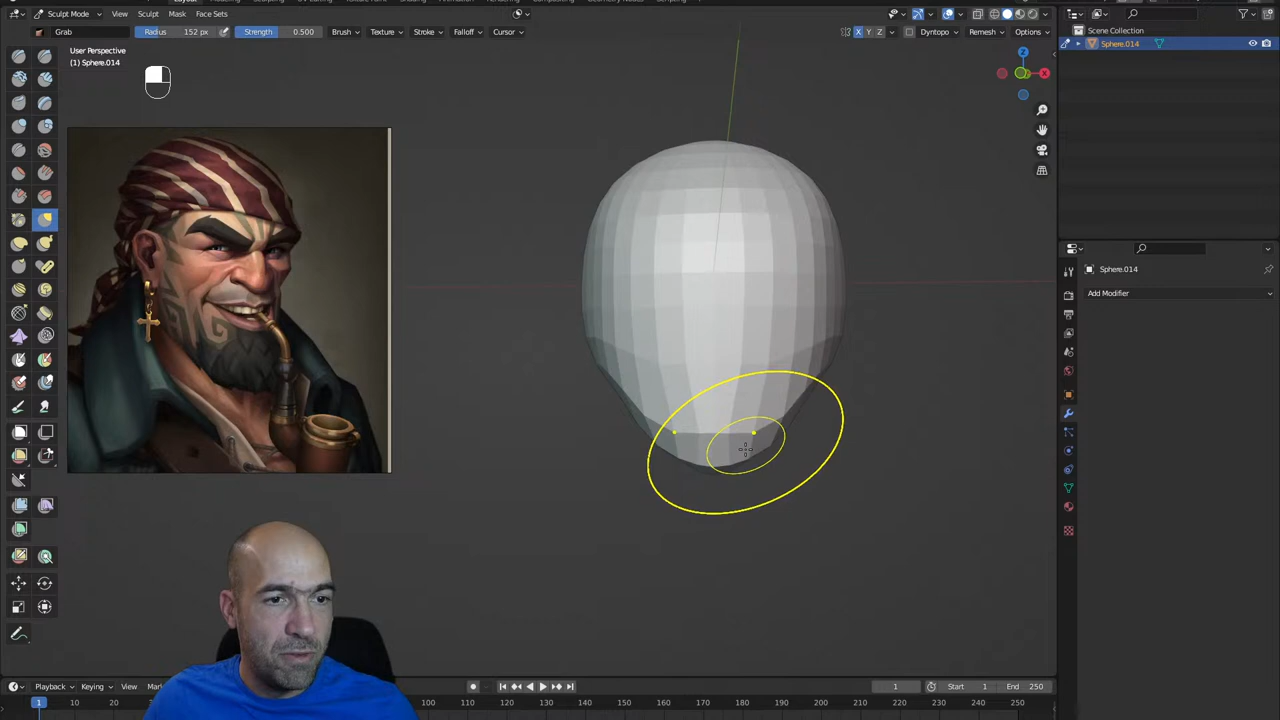 Sculpt Mode View Sculpt Mask Face Sets
Grab Radius 152 px Strength 0.500 Brush Texture Stroke Falloff Cursor X Y Z Dyntopo Remesh Options
User Perspective
(1) Sphere.014
Z
X
Scene Collection
Sphere.014
Sphere.014
Add Modifier
Playback Keying View 1 Start 1 End 250
1 10 20 30 100 110 120 130 140 150 160 170 180 190 200 210 220 230 240 250